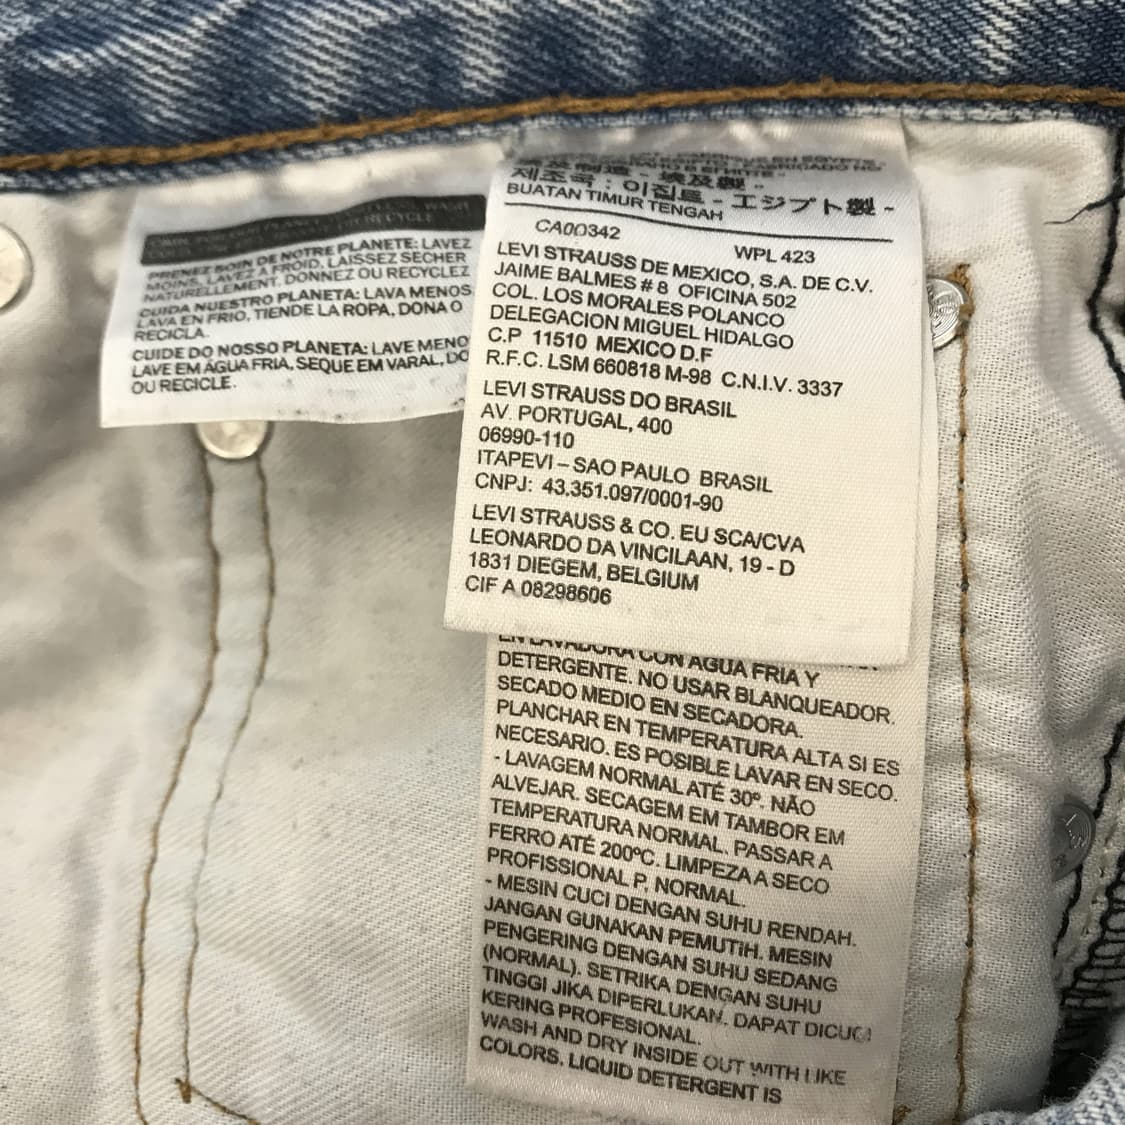 PRENEZ SOIN DE NOTRE PLANETE: LAVEZ
MOINS, LAVEZ A FROID, LAISSEZ SECHER
NATURELLEMENT, DONNEZ OU RECYCLEZ
CUIDA NUESTRO PLANETA: LAVA MENOS,
LAVA EN FRIO, TIENDE LA ROPA, DONA O
RECICLA.
CUIDE DO NOSSO PLANETA: LAVE MENO
LAVE EM ÁGUA FRIA, SEQUE EM VARAL, DO
OU RECICLE.
제조국 : 이집트 - エジプト製 -
BUATAN TIMUR TENGAH
CA00342
WPL 423
LEVI STRAUSS DE MEXICO, S.A. DE C.V.
JAIME BALMES # 8 OFICINA 502
COL. LOS MORALES POLANCO
DELEGACION MIGUEL HIDALGO
C.P 11510 MEXICO D.F
R.F.C. LSM 660818 M-98 C.N.I.V. 3337
LEVI STRAUSS DO BRASIL
AV. PORTUGAL, 400
06990-110
ITAPEVI – SAO PAULO BRASIL
CNPJ: 43.351.097/0001-90
LEVI STRAUSS & CO. EU SCA/CVA
LEONARDO DA VINCILAAN, 19 - D
1831 DIEGEM, BELGIUM
CIF A 08298606
EN LAVADORA CON AGUA FRIA Y
DETERGENTE. NO USAR BLANQUEADOR.
SECADO MEDIO EN SECADORA.
PLANCHAR EN TEMPERATURA ALTA SI ES
NECESARIO. ES POSIBLE LAVAR EN SECO.
- LAVAGEM NORMAL ATÉ 30º. NÃO
ALVEJAR. SECAGEM EM TAMBOR EM
TEMPERATURA NORMAL. PASSAR A
FERRO ATÉ 200ºC. LIMPEZA A SECO
PROFISSIONAL P, NORMAL.
- MESIN CUCI DENGAN SUHU RENDAH.
JANGAN GUNAKAN PEMUTIH. MESIN
PENGERING DENGAN SUHU SEDANG
(NORMAL). SETRIKA DENGAN SUHU
TINGGI JIKA DIPERLUKAN. DAPAT DICUCI
KERING PROFESIONAL.
WASH AND DRY INSIDE OUT WITH LIKE
COLORS. LIQUID DETERGENT IS